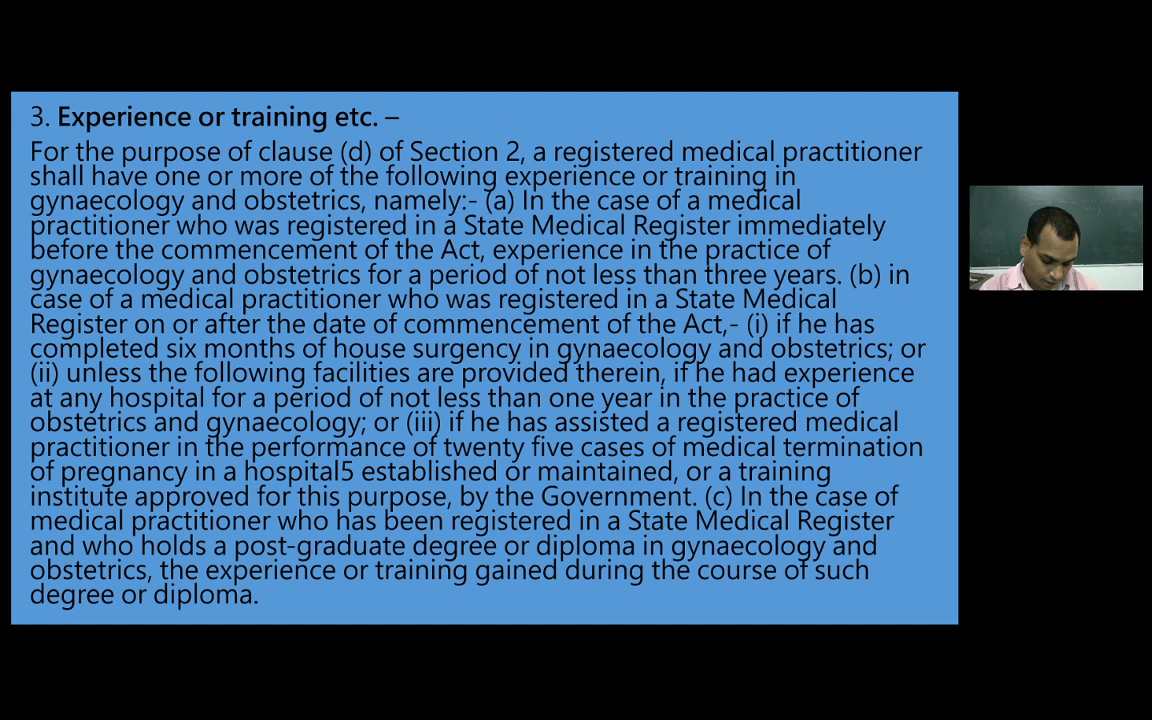 3. Experience or training etc. –
For the purpose of clause (d) of Section 2, a registered medical practitioner
shall have one or more of the following experience or training in
gynaecology and obstetrics, namely:- (a) In the case of a medical
practitioner who was registered in a State Medical Register immediately
before the commencement of the Act, experience in the practice of
gynaecology and obstetrics for a period of not less than three years. (b) in
case of a medical practitioner who was registered in a State Medical
Register on or after the date of commencement of the Act,- (i) if he has
completed six months of house surgency in gynaecology and obstetrics; or
(ii) unless the following facilities are provided therein, if he had experience
at any hospital for a period of not less than one year in the practice of
obstetrics and gynaecology; or (iii) if he has assisted a registered medical
practitioner in the performance of twenty five cases of medical termination
of pregnancy in a hospital5 established or maintained, or a training
institute approved for this purpose, by the Government. (c) In the case of
medical practitioner who has been registered in a State Medical Register
and who holds a post-graduate degree or diploma in gynaecology and
obstetrics, the experience or training gained during the course of such
degree or diploma.